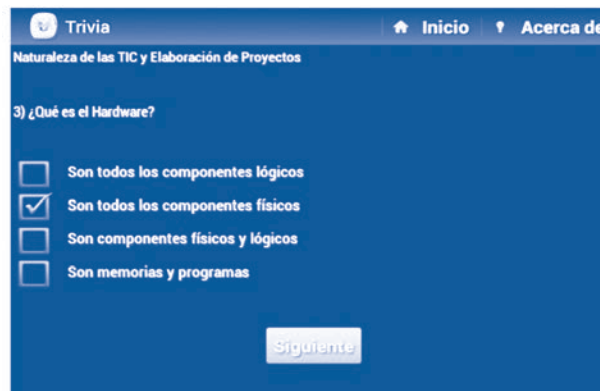 Trivia Inicio Acerca de
Naturaleza de las TIC y Elaboración de Proyectos
3) ¿Qué es el Hardware?
Son todos los componentes lógicos
Son todos los componentes físicos
Son componentes físicos y lógicos
Son memorias y programas
Siguiente